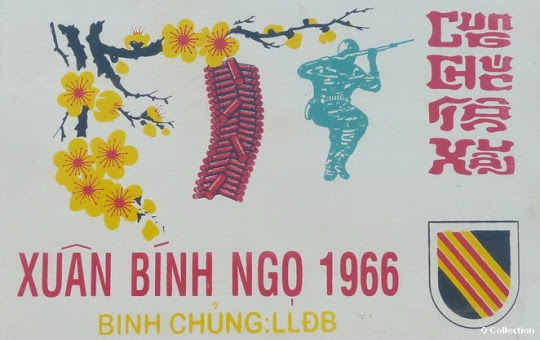 Cung
Chúc
Tân
Xuân
XUÂN BÍNH NGỌ 1966
BINH CHỦNG:LLĐB
O Collection